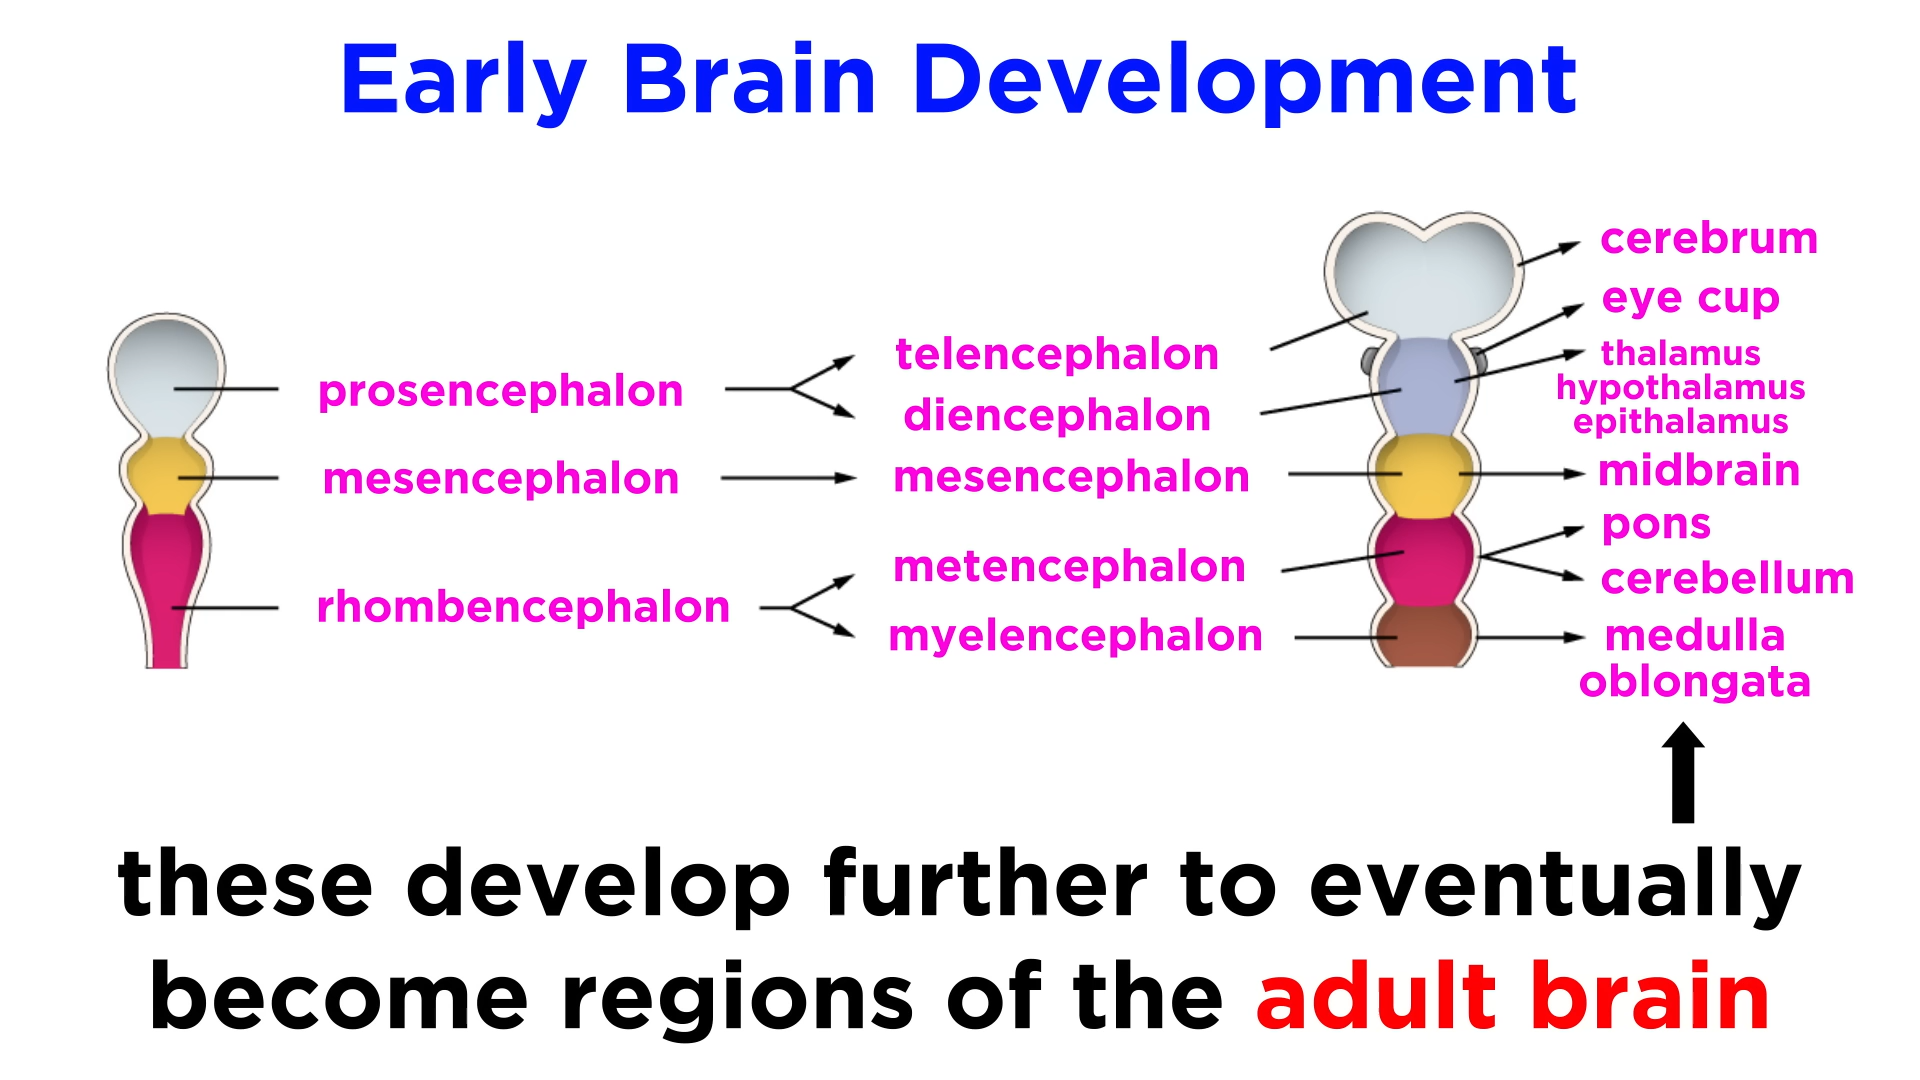 Early Brain Development
prosencephalon
mesencephalon
rhombencephalon
telencephalon
diencephalon
mesencephalon
metencephalon
myelencephalon
cerebrum
eye cup
thalamus
hypothalamus
epithalamus
midbrain
pons
cerebellum
medulla
oblongata
these develop further to eventually
become regions of the adult brain